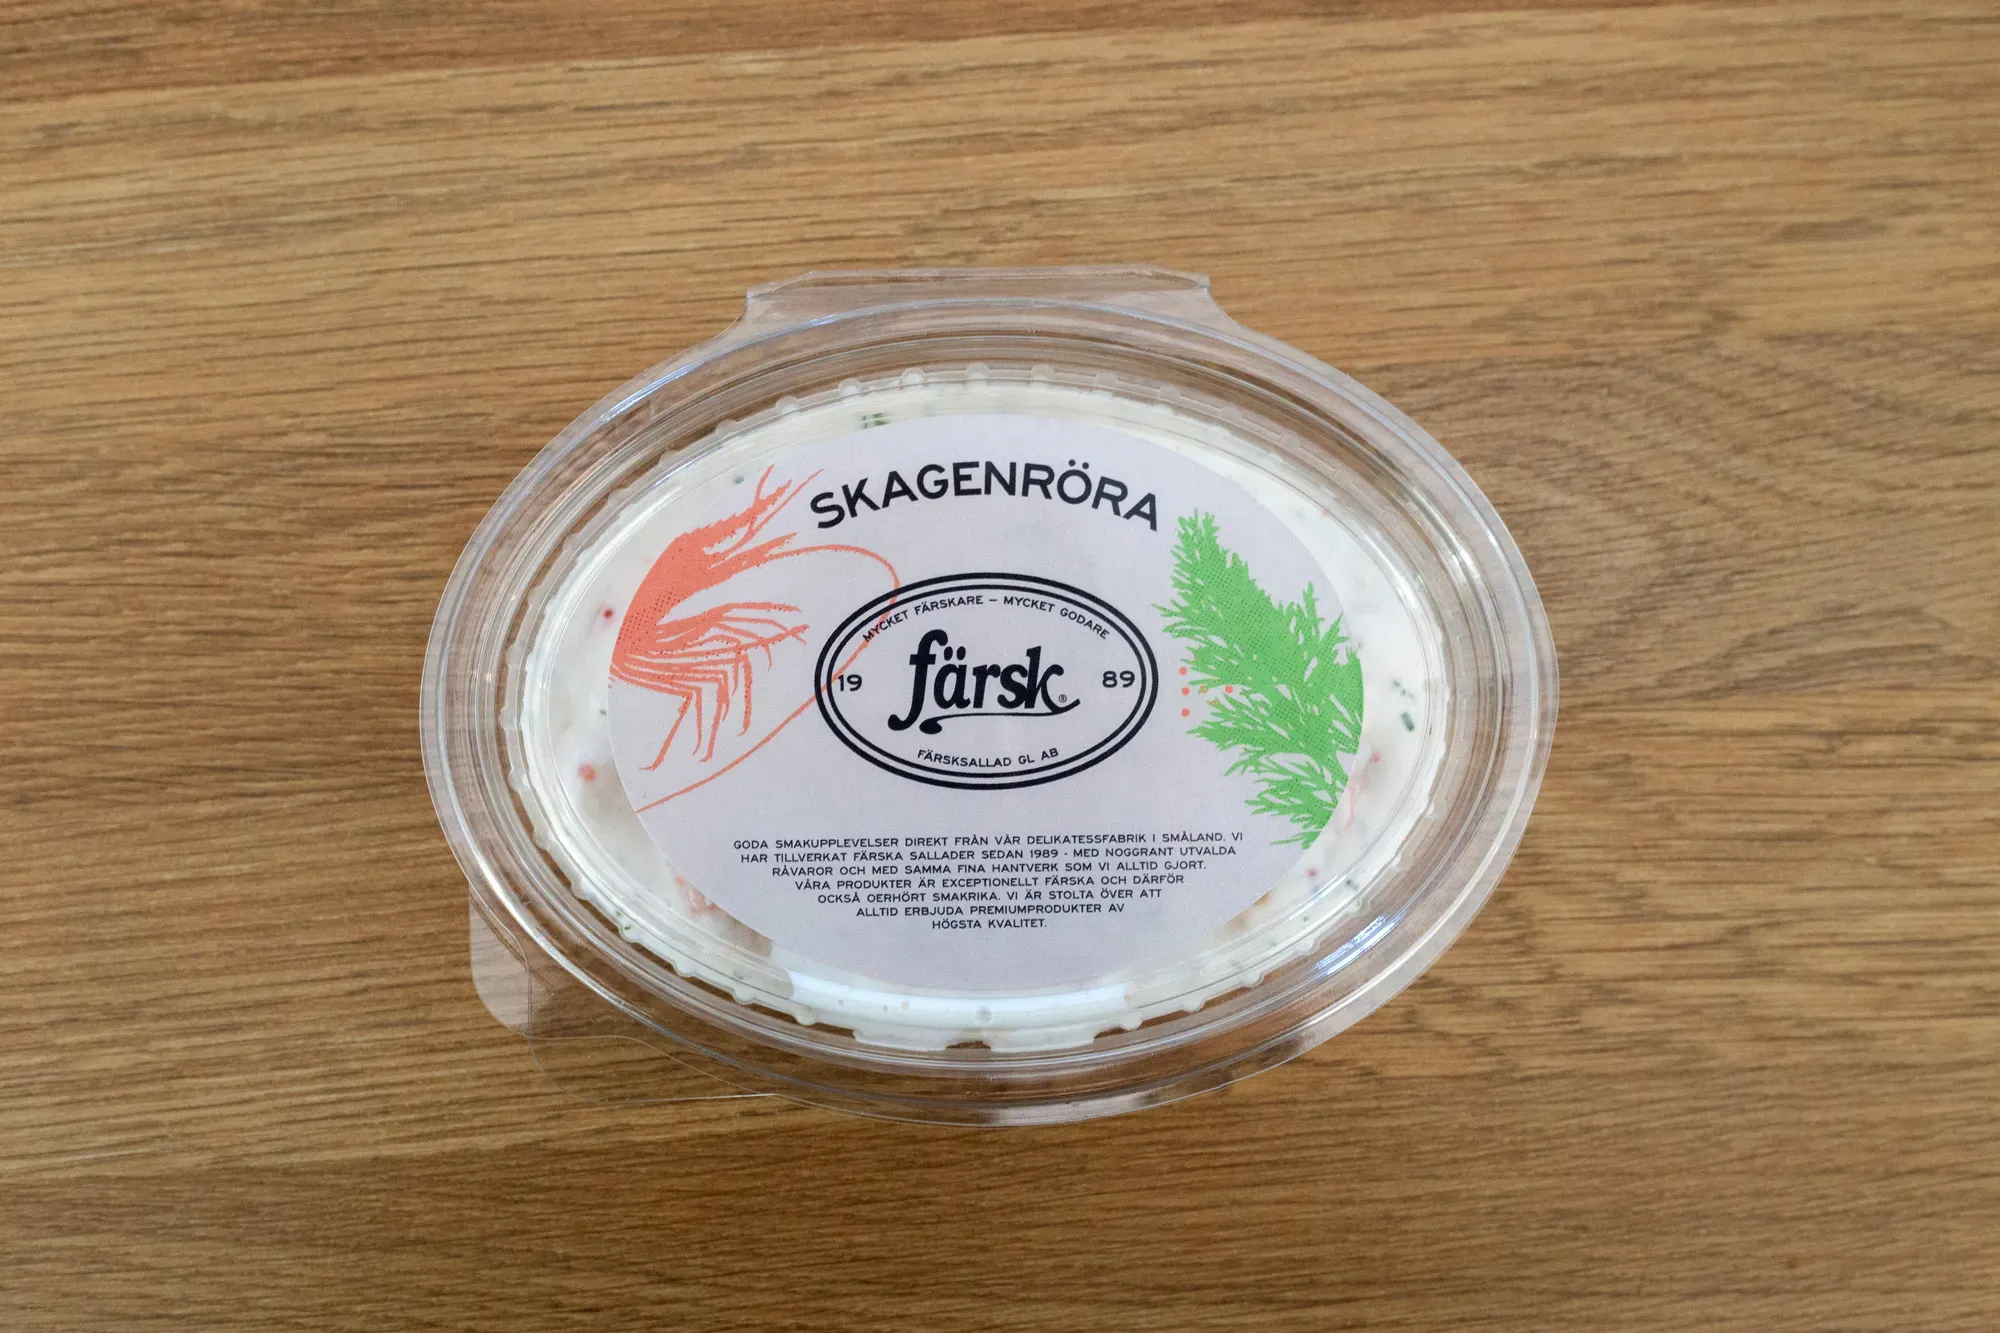 SKAGENRÖRA
MYCKET FÄRSKARE – MYCKET GODARE
19
färsk®
89
FÄRSKSALLAD GL AB
GODA SMAKUPPLEVELSER DIREKT FRÅN VÅR DELIKATESSFABRIK I SMÅLAND. VI
HAR TILLVERKAT FÄRSKA SALLADER SEDAN 1989 - MED NOGGRANT UTVALDA
RÅVAROR OCH MED SAMMA FINA HANTVERK SOM VI ALLTID GJORT.
VÅRA PRODUKTER ÄR EXCEPTIONELLT FÄRSKA OCH DÄRFÖR
OCKSÅ OERHÖRT SMAKRIKA. VI ÄR STOLTA ÖVER ATT
ALLTID ERBJUDA PREMIUMPRODUKTER AV
HÖGSTA KVALITET.